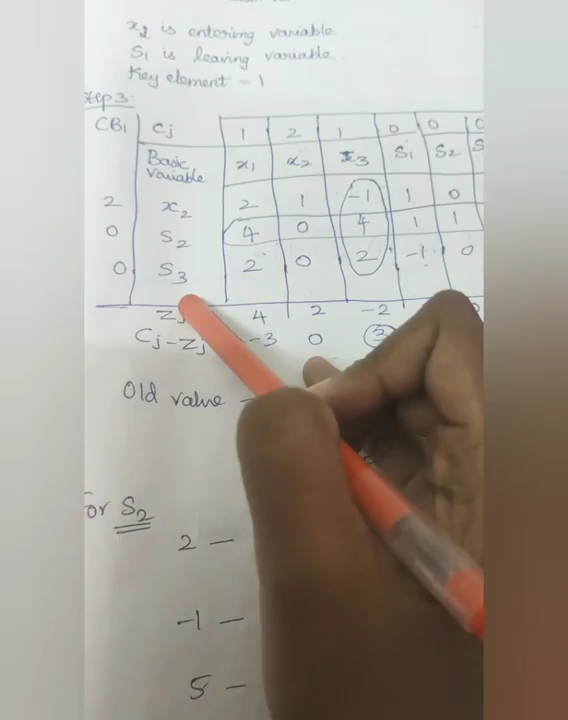 x2 is entering variable.
S1 is leaving variable
Key element = 1
Step 3:
CB1 Cj 1 2 1 0 0 0
Basic variable x1 x2 x3 S1 S2 S
2 x2 2 1 -1 1 0
0 S2 4 0 4 1 1
0 S3 2 0 2 -1 0
Zj 4 2 -2
Cj-Zj -3 0 3
Old value -
For S2
2 -
-1 -
5 -